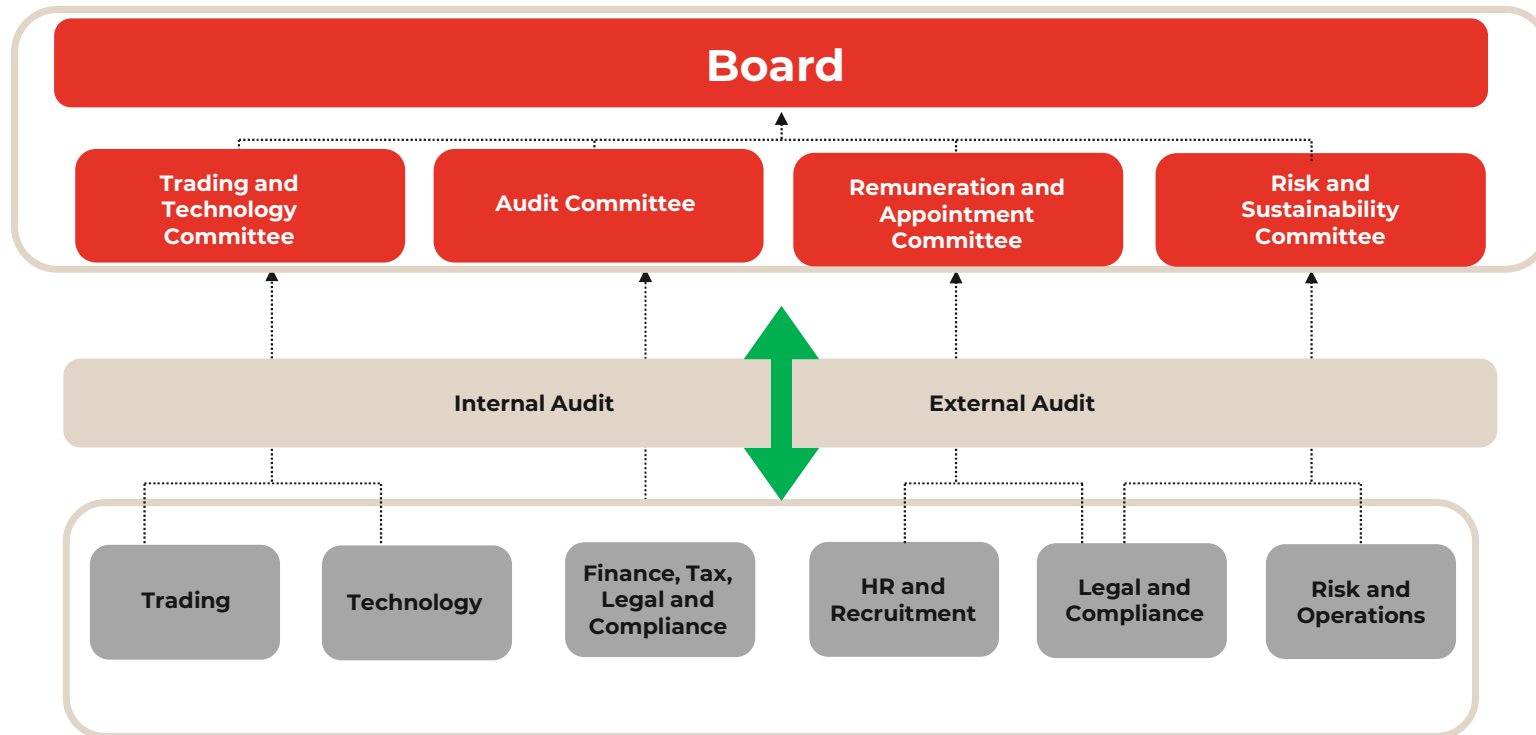 Board
Trading and
Technology
Committee
Audit Committee
Remuneration and
Appointment
Committee
Risk and
Sustainability
Committee
Internal Audit
External Audit
Trading
Technology
Finance, Tax,
Legal and
Compliance
HR and
Recruitment
Legal and
Compliance
Risk and
Operations